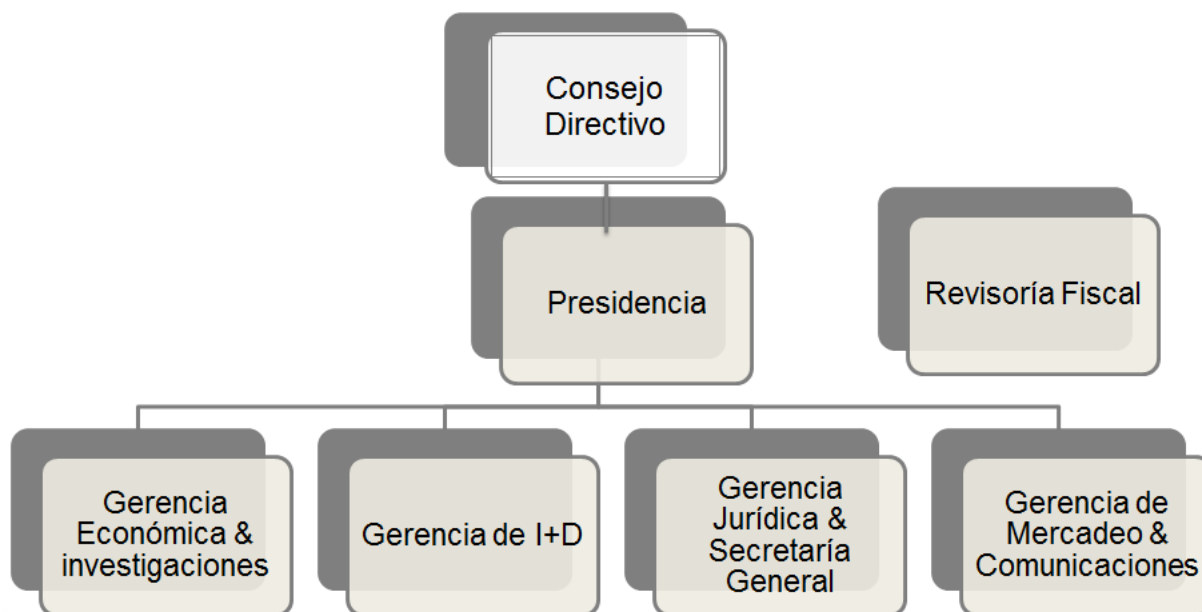 Consejo
Directivo
Presidencia
Revisoría Fiscal
Gerencia
Económica &
investigaciones
Gerencia de I+D
Gerencia
Jurídica &
Secretaría
General
Gerencia de
Mercadeo &
Comunicaciones